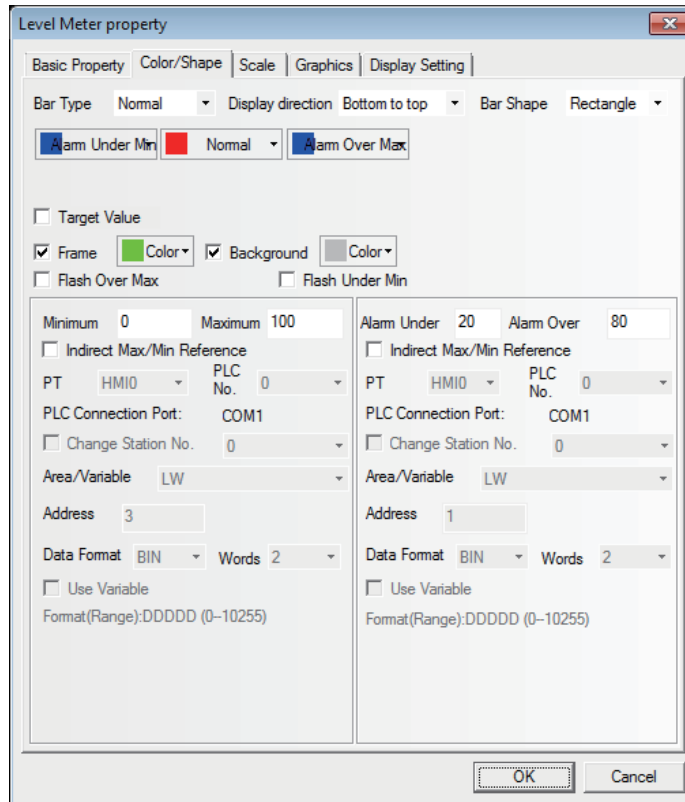 Level Meter property
Basic Property Color/Shape Scale Graphics Display Setting
Bar Type Normal Display direction Bottom to top Bar Shape Rectangle
Alarm Under Min Normal Alarm Over Max
Target Value
Frame Color Background Color
Flash Over Max Flash Under Min
Minimum 0 Maximum 100 Alarm Under 20 Alarm Over 80
Indirect Max/Min Reference Indirect Max/Min Reference
PT HMI0 PLC No. 0 PT HMI0 PLC No. 0
PLC Connection Port: COM1 PLC Connection Port: COM1
Change Station No. 0 Change Station No. 0
Area/Variable LW Area/Variable LW
Address 3 Address 1
Data Format BIN Words 2 Data Format BIN Words 2
Use Variable Use Variable
Format(Range):DDDDD (0--10255) Format(Range):DDDDD (0--10255)
OK Cancel